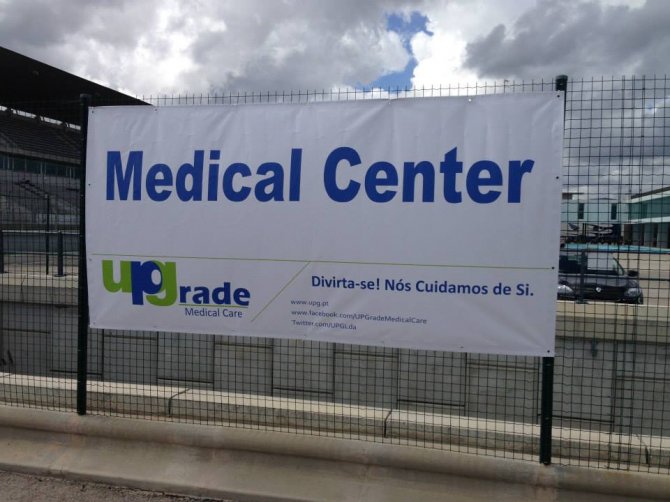 Medical Center
upGrade
Medical Care
Divirta-se! Nós Cuidamos de Si.
www.upg.pt
www.facebook.com/UPGradeMedicalCare
Twitter.com/UPGLda